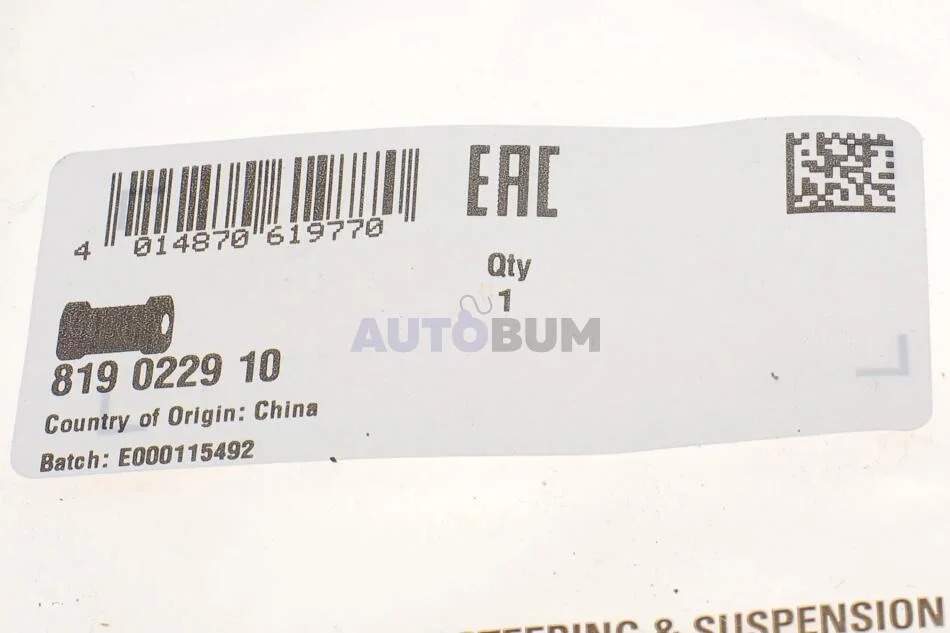 EAC
4 014870 619770
Qty
1
AUTOBUM
819 0229 10
Country of Origin: China
Batch: E000115492
STEERING & SUSPENSION